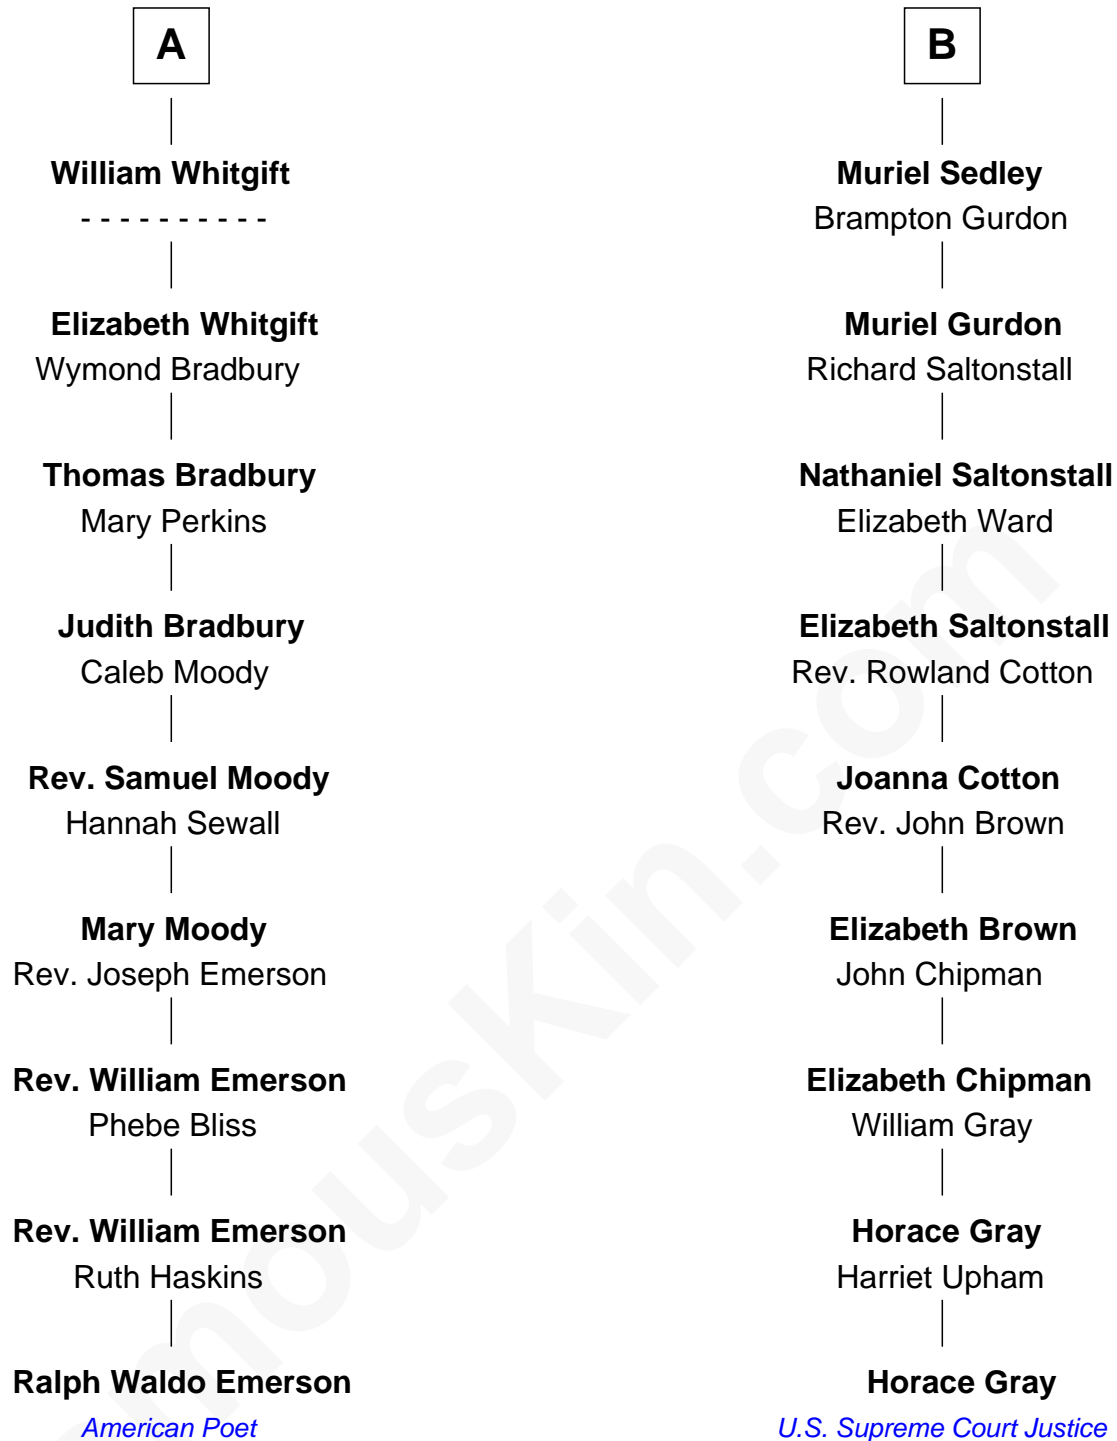 A
William Whitgift
- - - - - - - - - -
Elizabeth Whitgift
Wymond Bradbury
Thomas Bradbury
Mary Perkins
Judith Bradbury
Caleb Moody
Rev. Samuel Moody
Hannah Sewall
Mary Moody
Rev. Joseph Emerson
Rev. William Emerson
Phebe Bliss
Rev. William Emerson
Ruth Haskins
Ralph Waldo Emerson
American Poet
B
Muriel Sedley
Brampton Gurdon
Muriel Gurdon
Richard Saltonstall
Nathaniel Saltonstall
Elizabeth Ward
Elizabeth Saltonstall
Rev. Rowland Cotton
Joanna Cotton
Rev. John Brown
Elizabeth Brown
John Chipman
Elizabeth Chipman
William Gray
Horace Gray
Harriet Upham
Horace Gray
U.S. Supreme Court Justice
mousKin.com